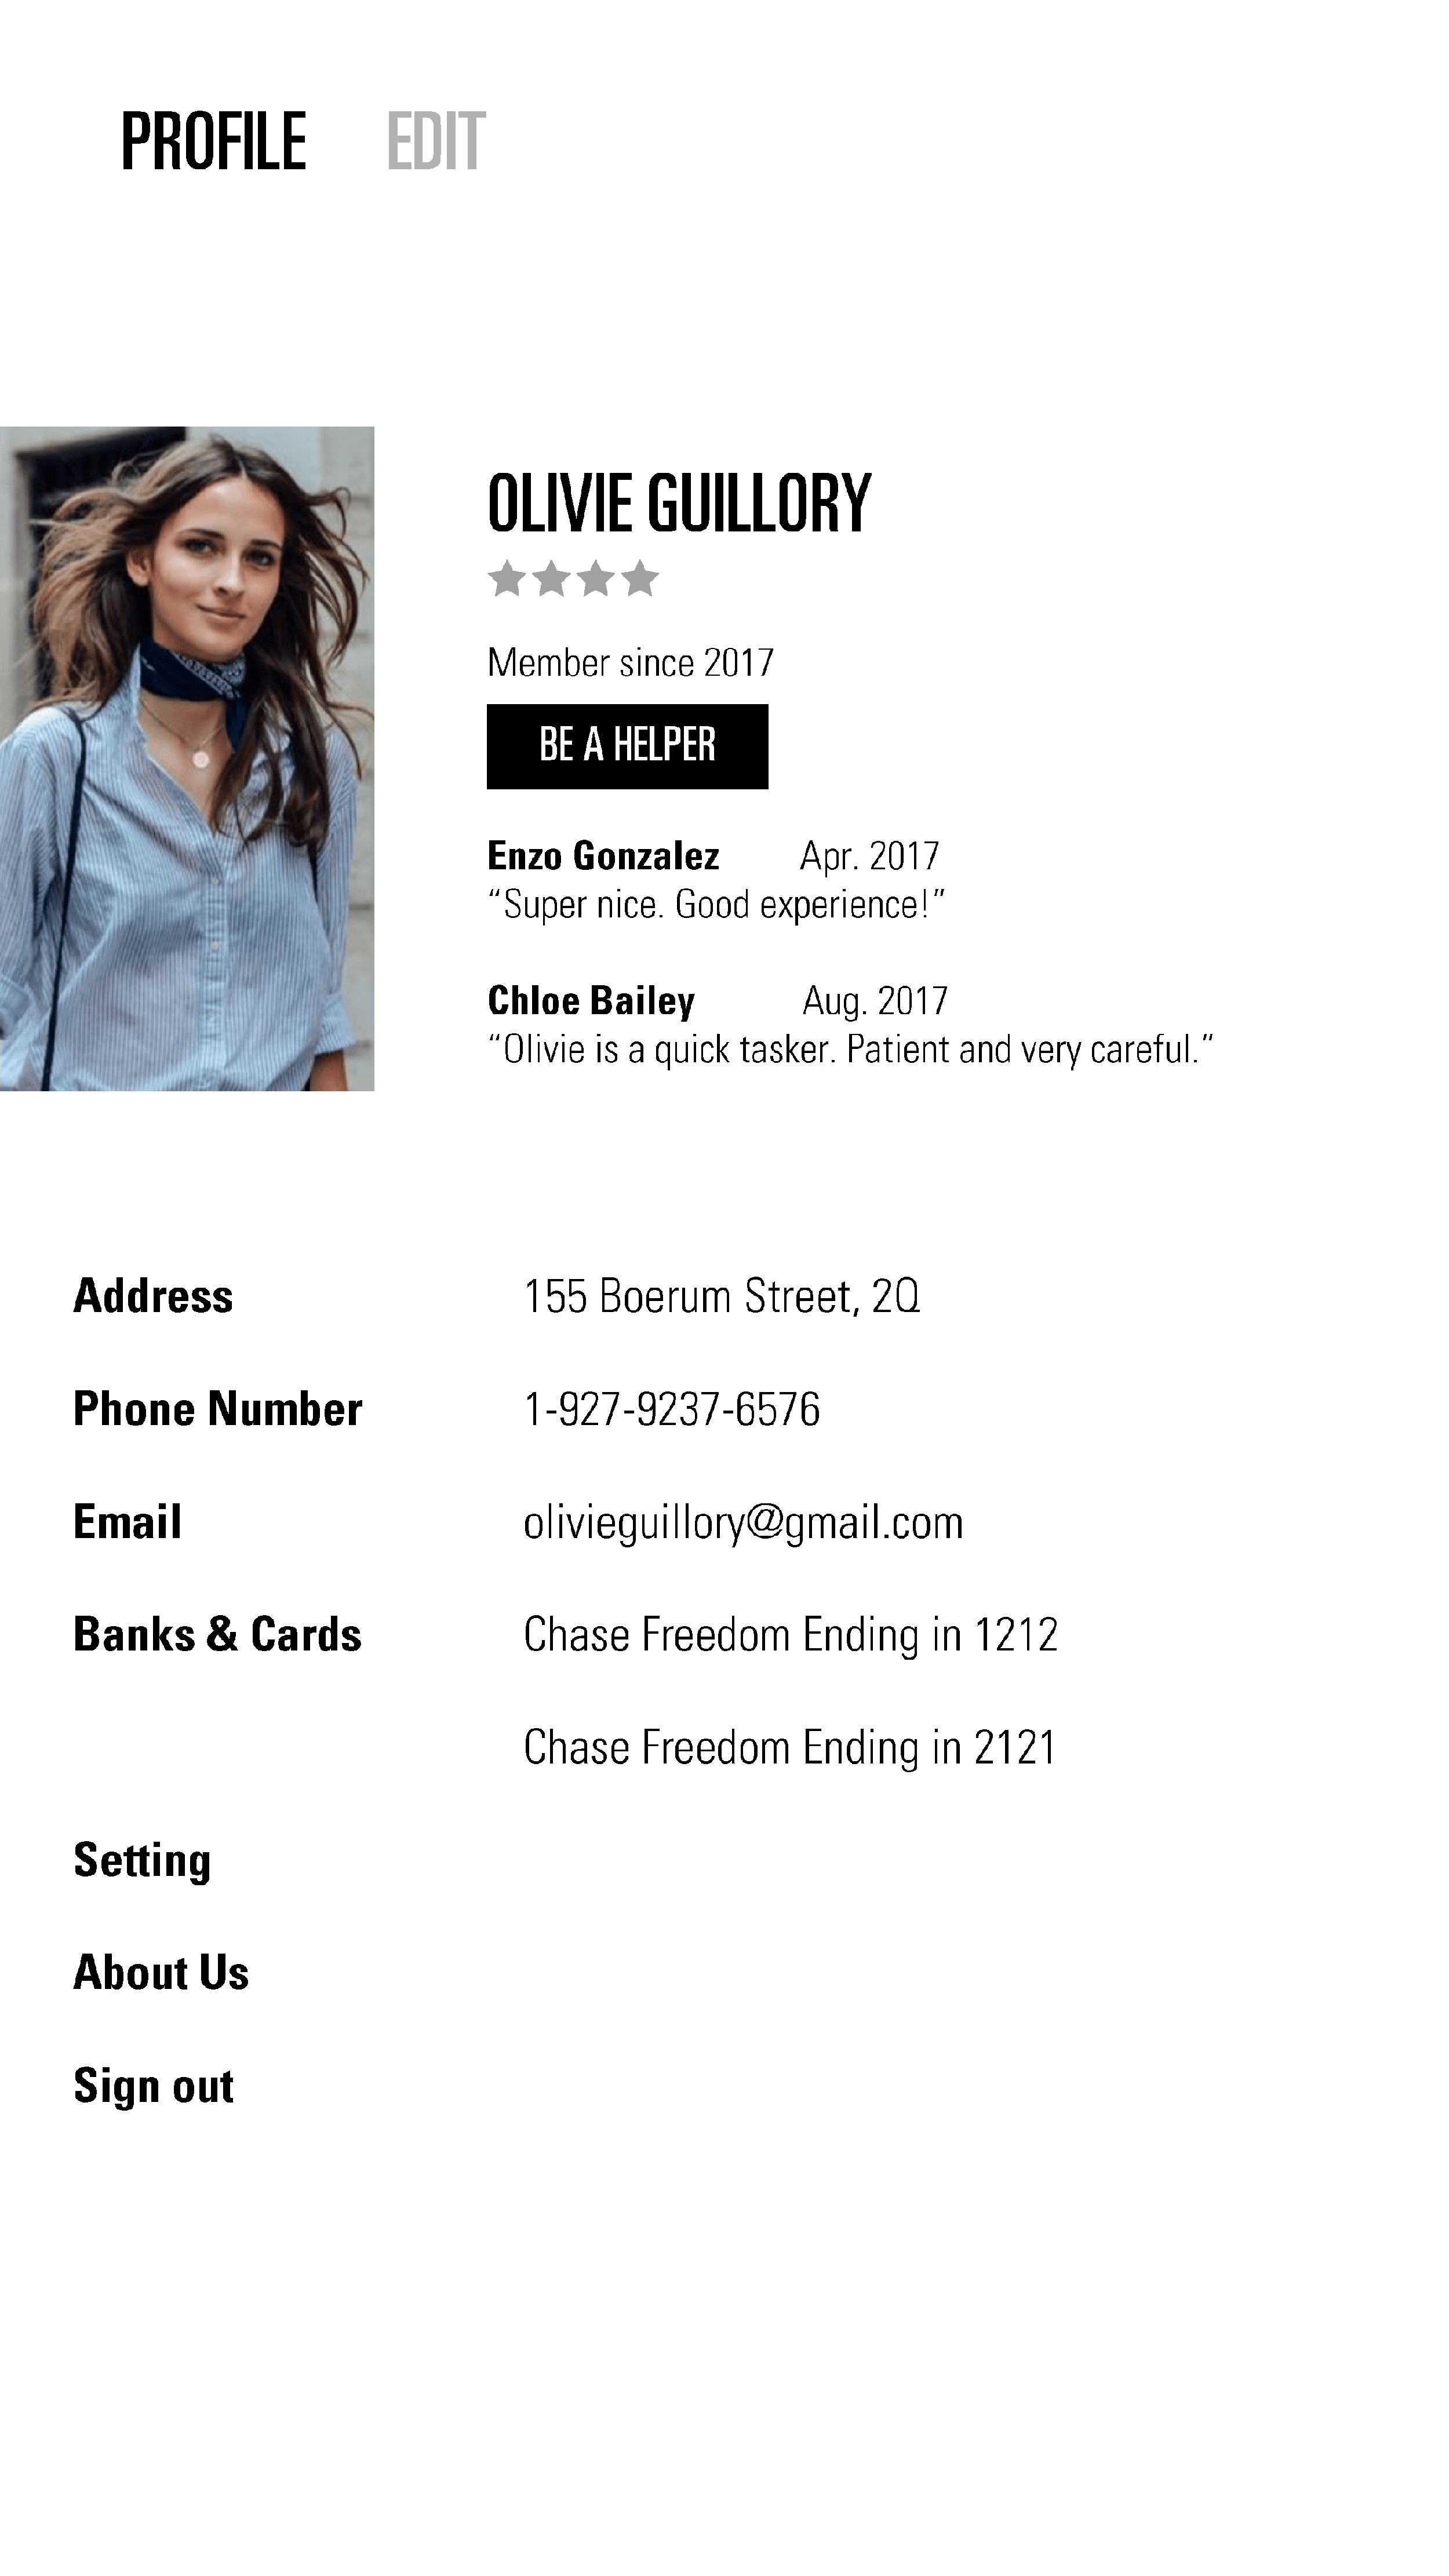 PROFILE EDIT
OLIVIE GUILLORY
Member since 2017
BE A HELPER
Enzo Gonzalez Apr. 2017
“Super nice. Good experience!”
Chloe Bailey Aug. 2017
“Olivie is a quick tasker. Patient and very careful.”
Address 155 Boerum Street, 2Q
Phone Number 1-927-9237-6576
Email olivieguillory@gmail.com
Banks & Cards Chase Freedom Ending in 1212
Chase Freedom Ending in 2121
Setting
About Us
Sign out